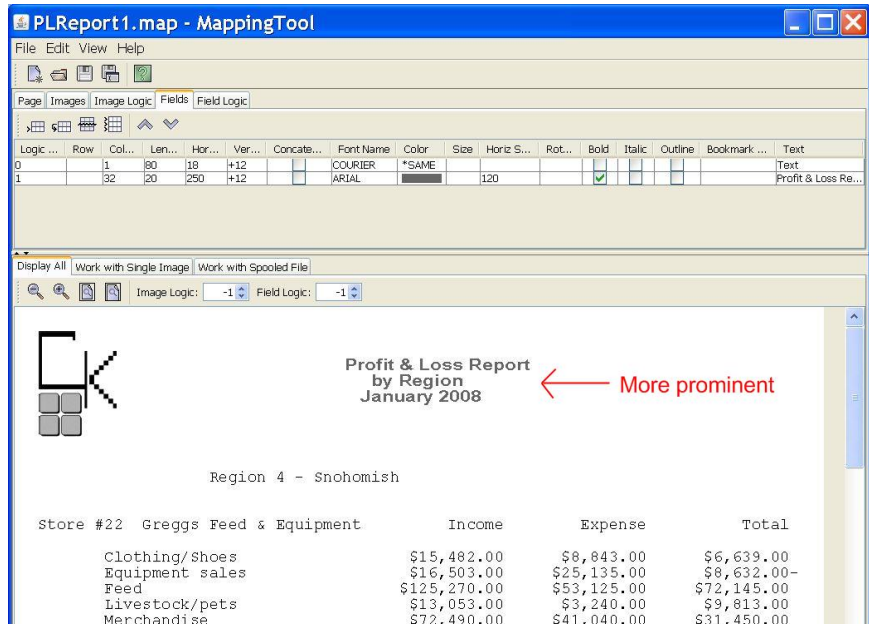 PLReport1.map - MappingTool
File Edit View Help
Page Images Image Logic Fields Field Logic
Logic ... Row Col... Len... Hor... Ver... Concate... Font Name Color Size Horiz S... Rot... Bold Italic Outline Bookmark ... Text
0 1 80 18 +12 COURIER *SAME Text
1 32 20 250 +12 ARIAL 120 Profit & Loss Re...
Display All Work with Single Image Work with Spooled File
Image Logic: -1 Field Logic: -1
Profit & Loss Report
by Region
January 2008
More prominent
Region 4 - Snohomish
Store #22 Greggs Feed & Equipment Income Expense Total
Clothing/Shoes $15,482.00 $8,843.00 $6,639.00
Equipment sales $16,503.00 $25,135.00 $8,632.00-
Feed $125,270.00 $53,125.00 $72,145.00
Livestock/pets $13,053.00 $3,240.00 $9,813.00
Merchandise $72,490.00 $41,040.00 $31,450.00